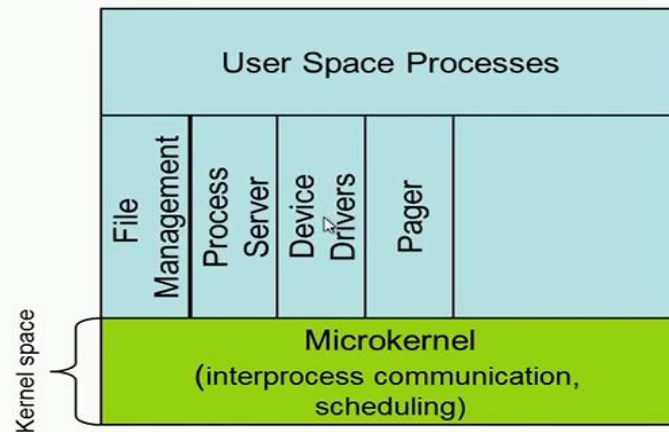 User Space Processes
File
Management
Process
Server
Device
Drivers
Pager
Kernel space
Microkernel
(interprocess communication,
scheduling)